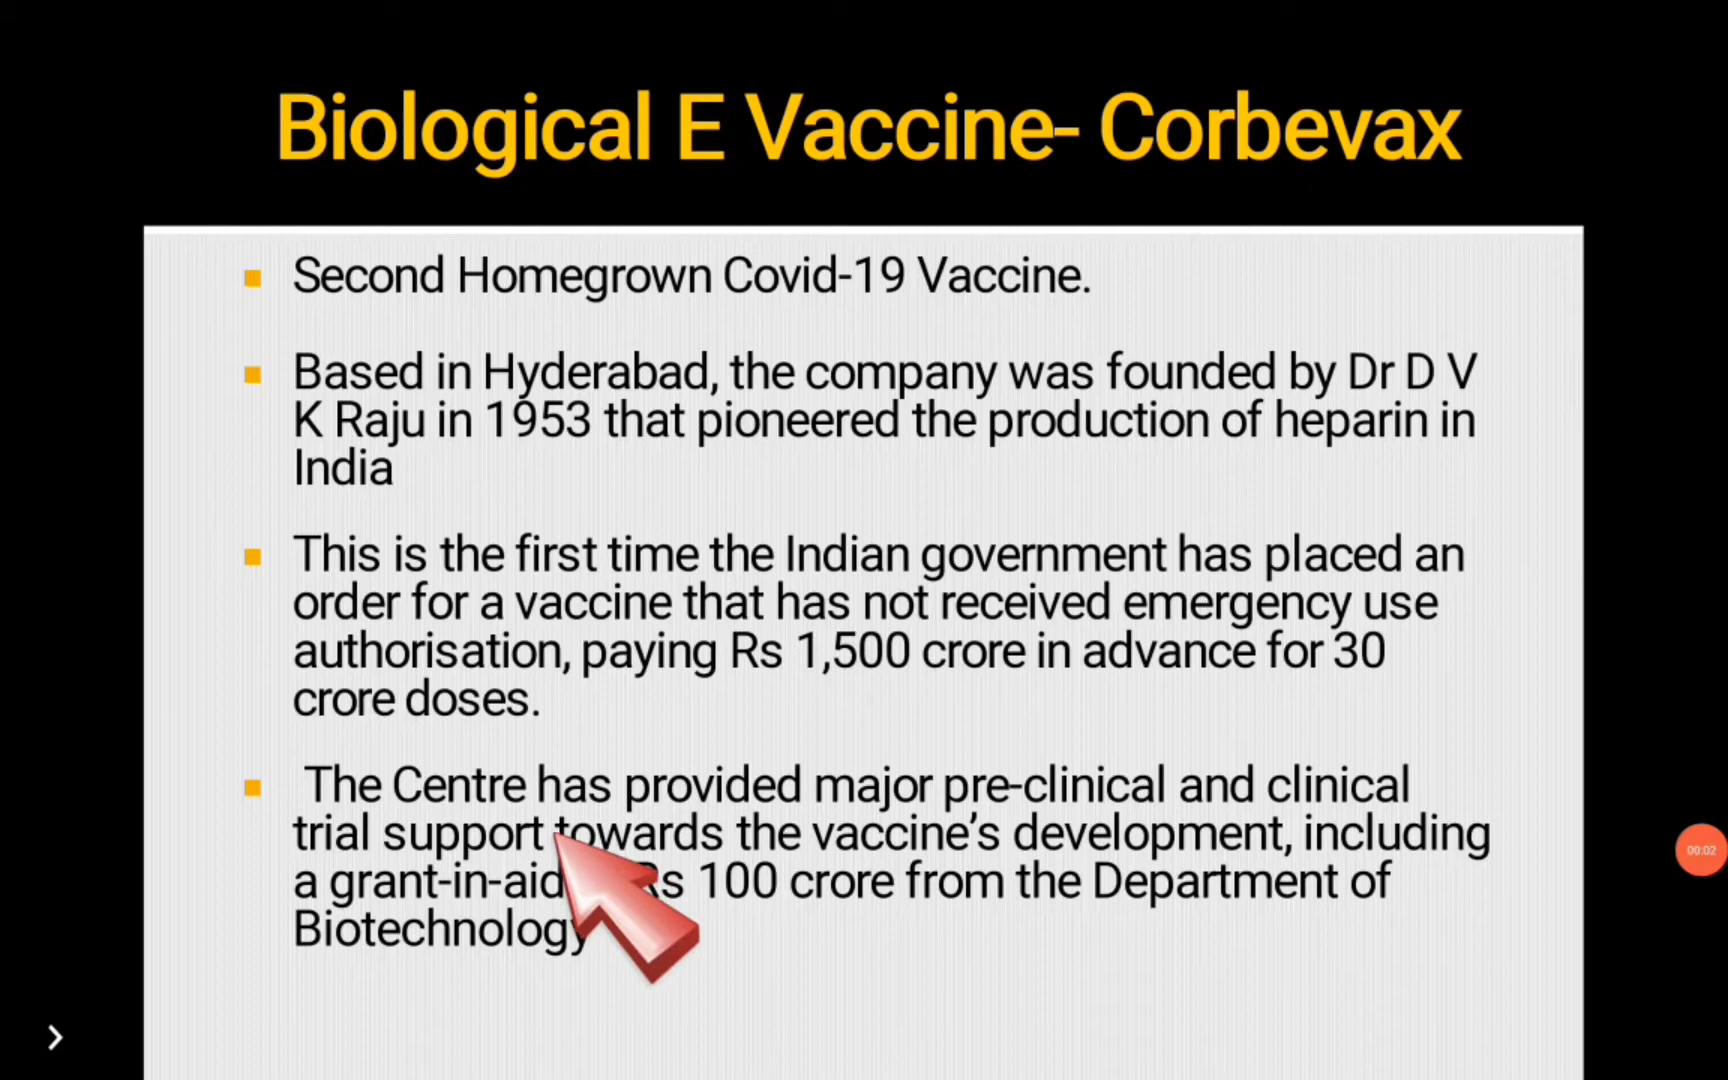 Biological E Vaccine- Corbevax
Second Homegrown Covid-19 Vaccine.
Based in Hyderabad, the company was founded by Dr D V
K Raju in 1953 that pioneered the production of heparin in
India
This is the first time the Indian government has placed an
order for a vaccine that has not received emergency use
authorisation, paying Rs 1,500 crore in advance for 30
crore doses.
The Centre has provided major pre-clinical and clinical
trial support towards the vaccine’s development, including
a grant-in-aid Rs 100 crore from the Department of
Biotechnology
00:02